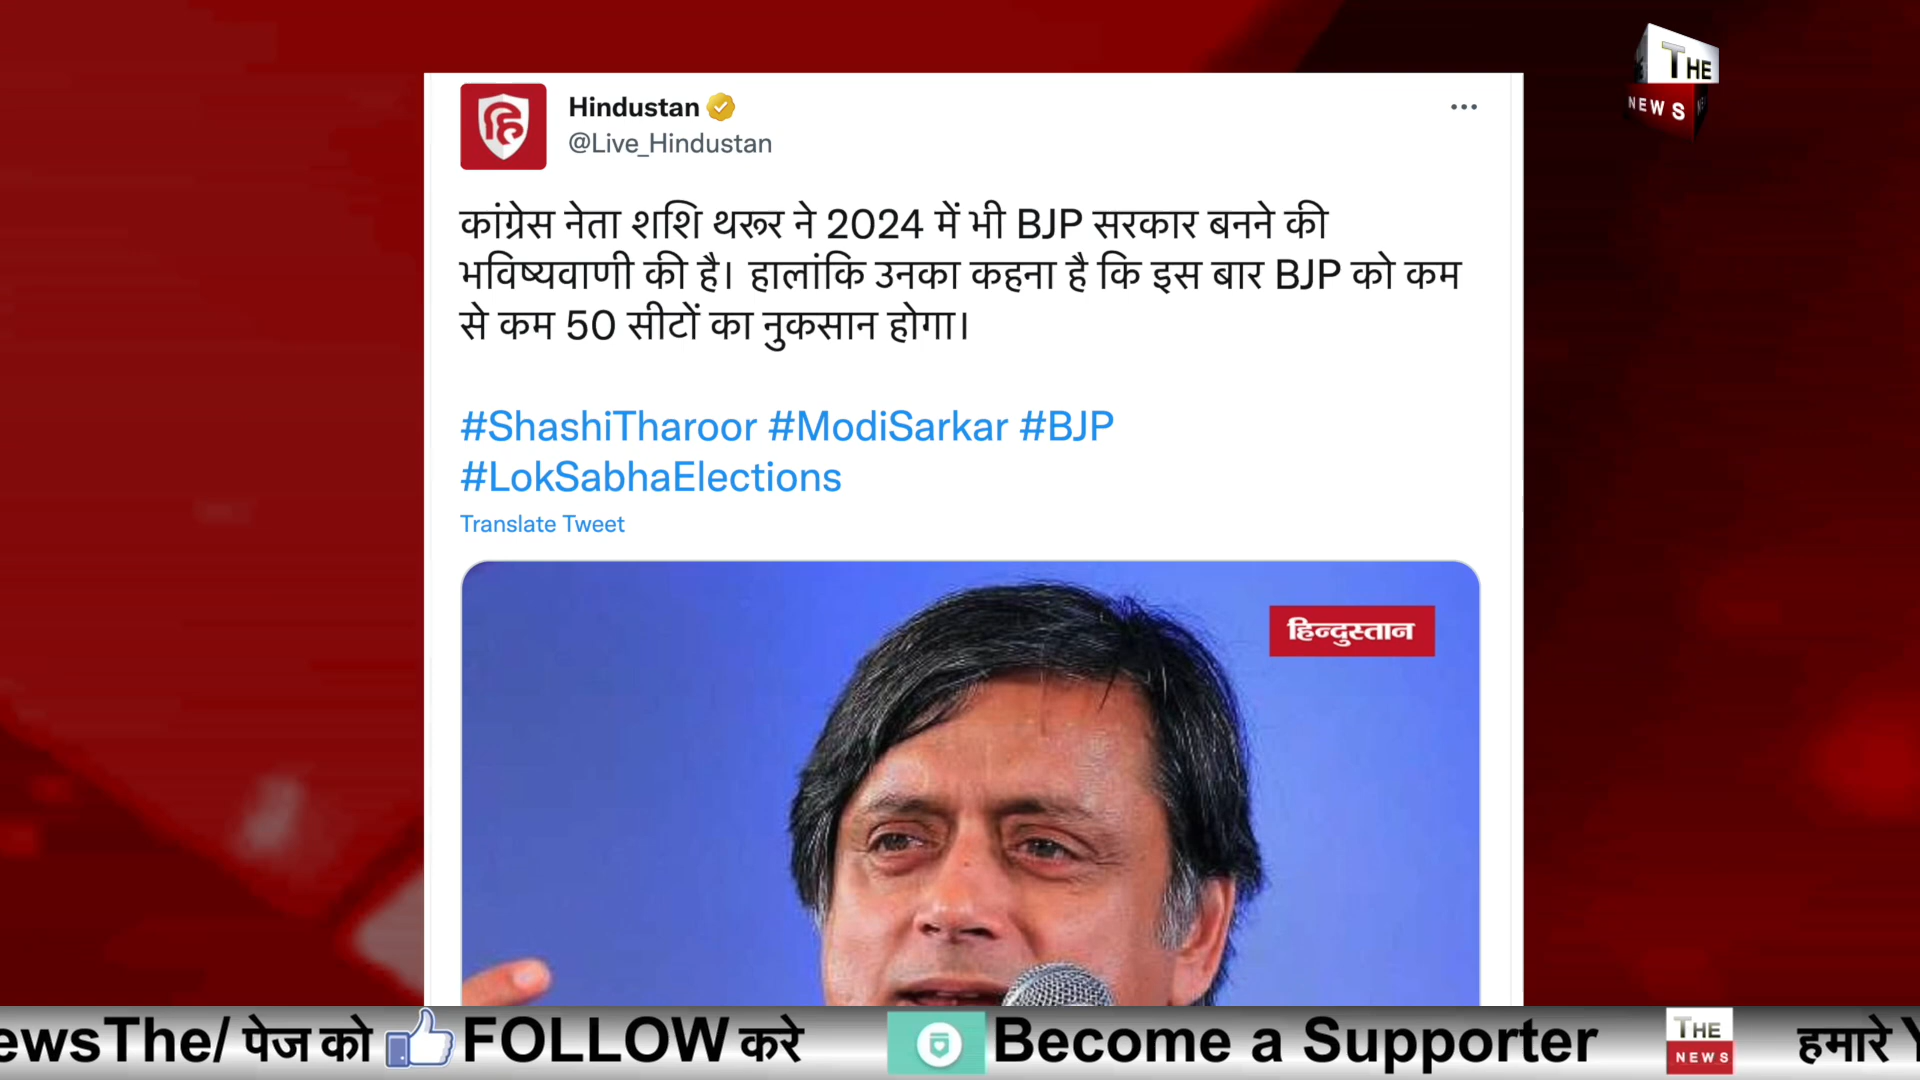 THE
NEWS
Hindustan
@Live_Hindustan
कांग्रेस नेता शशि थरूर ने 2024 में भी BJP सरकार बनने की
भविष्यवाणी की है। हालांकि उनका कहना है कि इस बार BJP को कम
से कम 50 सीटों का नुकसान होगा।
#ShashiTharoor #ModiSarkar #BJP
#LokSabhaElections
Translate Tweet
हिन्दुस्तान
ewsThe/ पेज को FOLLOW करे Become a Supporter THE NEWS हमारे Y